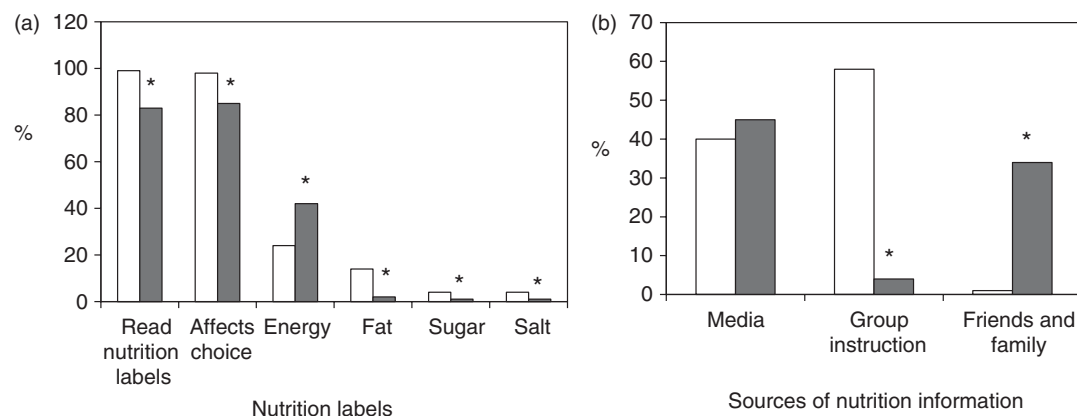 (a)
120
100
80
60
40
20
0
%
* * * * * *
Read nutrition labels
Affects choice
Energy
Fat
Sugar
Salt
Nutrition labels
(b)
70
60
50
40
30
20
10
0
%
* *
Media
Group instruction
Friends and family
Sources of nutrition information